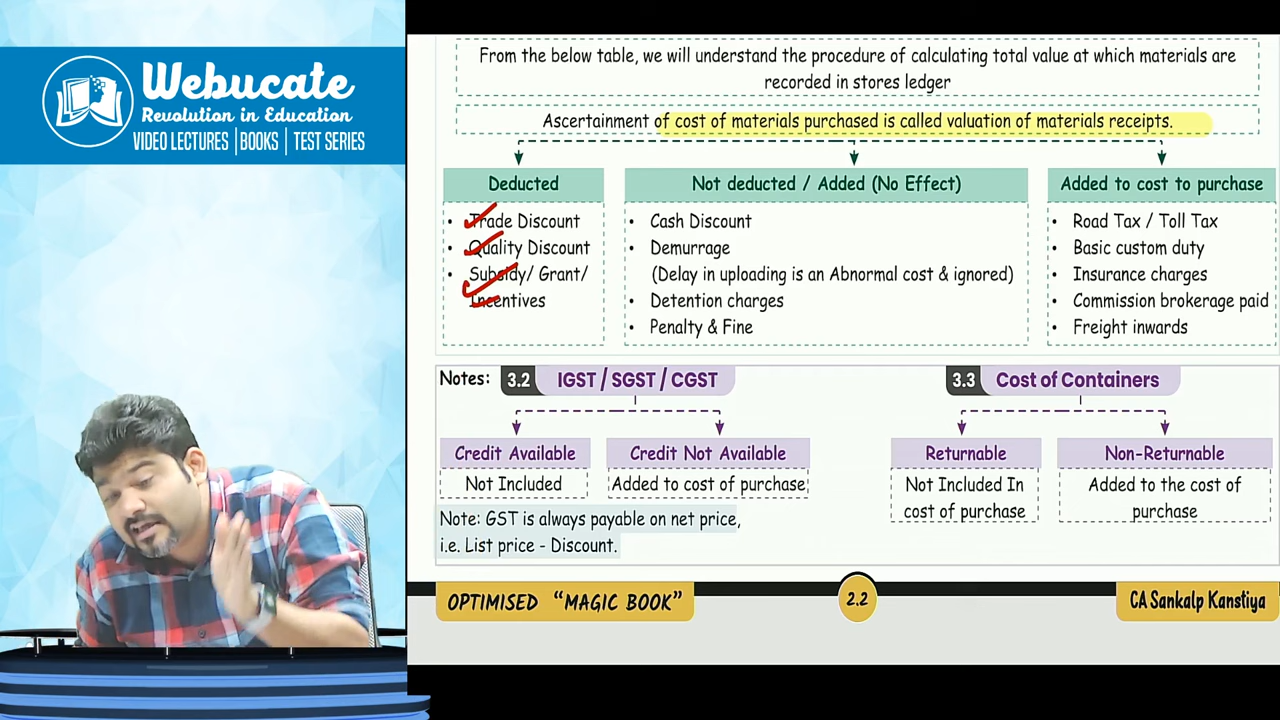 Webucate
Revolution in Education
VIDEO LECTURES | BOOKS | TEST SERIES
From the below table, we will understand the procedure of calculating total value at which materials are
recorded in stores ledger
Ascertainment of cost of materials purchased is called valuation of materials receipts.
Deducted
• Trade Discount
• Quality Discount
• Subsidy/ Grant/
Incentives
Not deducted / Added (No Effect)
• Cash Discount
• Demurrage
(Delay in uploading is an Abnormal cost & ignored)
• Detention charges
• Penalty & Fine
Added to cost to purchase
• Road Tax / Toll Tax
• Basic custom duty
• Insurance charges
• Commission brokerage paid
• Freight inwards
Notes:
3.2 IGST / SGST / CGST
Credit Available
Not Included
Credit Not Available
Added to cost of purchase
Note: GST is always payable on net price,
i.e. List price - Discount.
3.3 Cost of Containers
Returnable
Not Included In
cost of purchase
Non-Returnable
Added to the cost of
purchase
OPTIMISED "MAGIC BOOK"
2.2
CA Sankalp Kanstiya